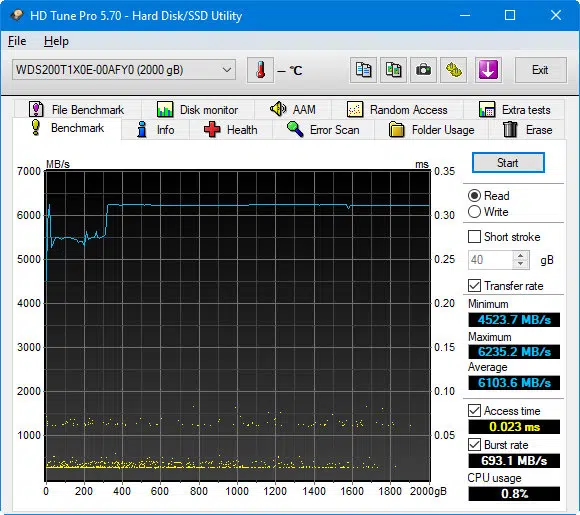 HD Tune Pro 5.70 - Hard Disk/SSD Utility
File Help
WDS200T1X0E-00AFY0 (2000 gB)
– °C
Exit
File Benchmark Disk monitor AAM Random Access Extra tests
Benchmark Info Health Error Scan Folder Usage Erase
MB/s ms
Start
7000 0.35
Read
6000 0.30
Write
Short stroke
5000 0.25
40 gB
Transfer rate
4000 0.20
Minimum
4523.7 MB/s
3000 0.15
Maximum
6235.2 MB/s
Average
6103.6 MB/s
2000 0.10
Access time
0.023 ms
1000 0.05
Burst rate
693.1 MB/s
CPU usage
0.8%
0 200 400 600 800 1000 1200 1400 1600 1800 2000gB